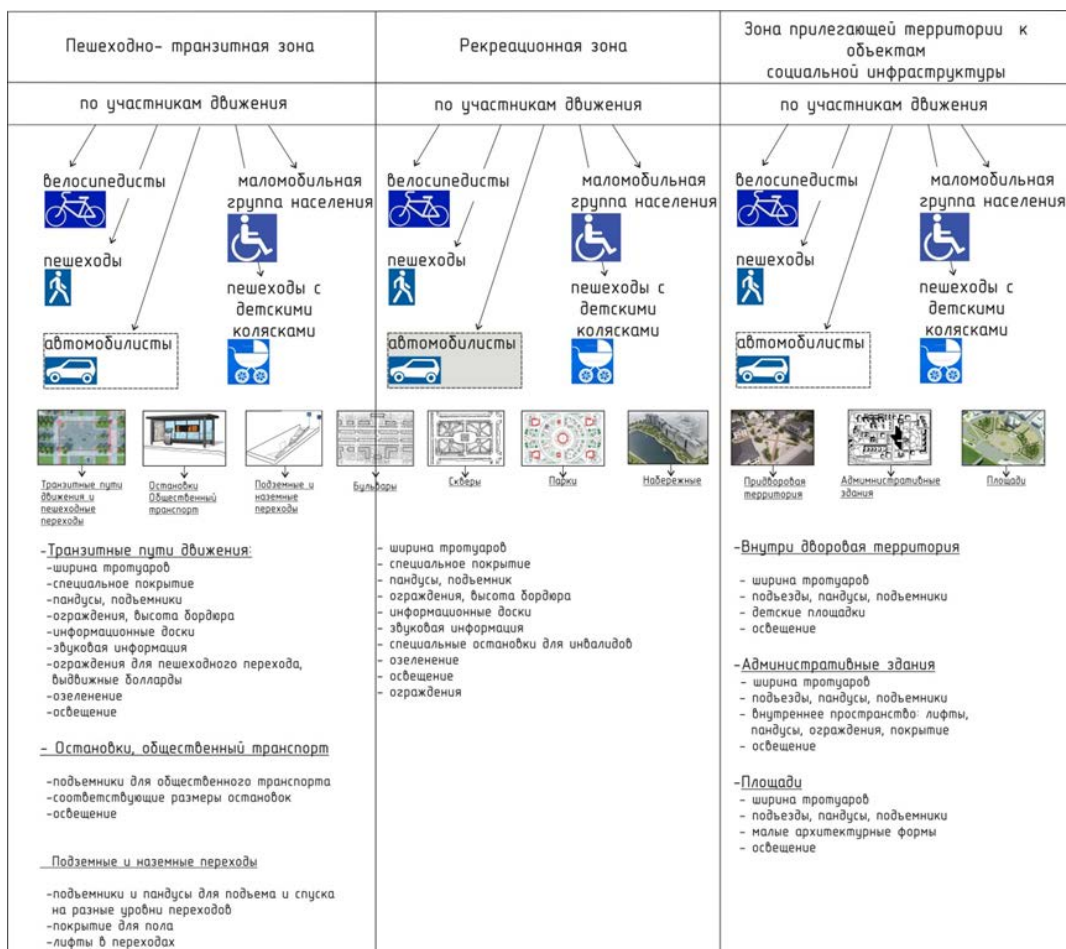 Пешеходно- транзитная зона
Рекреационная зона
Зона прилегающей территории к
объектам
социальной инфраструктуры
по участникам движения
по участникам движения
по участникам движения
велосипедисты
маломобильная
группа населения
пешеходы
пешеходы с
детскими
колясками
автомобилисты
велосипедисты
маломобильная
группа населения
пешеходы
пешеходы с
детскими
колясками
автомобилисты
велосипедисты
маломобильная
группа населения
пешеходы
пешеходы с
детскими
колясками
автомобилисты
Транзитные пути
движения и
пешеходные
переходы
Остановки
Общественный
транспорт
Подземные и
наземные
переходы
Бульвары
Скверы
Парки
Набережные
Придворовая
территория
Административные
здания
Площади
-Транзитные пути движения:
-ширина тротуаров
-специальное покрытие
-пандусы, подъемники
-ограждения, высота бордюра
-информационные доски
-звуковая информация
-ограждения для пешеходного перехода,
выдвижные болларды
-озеленение
-освещение
- Остановки, общественный транспорт
-подъемники для общественного транспорта
-соответствующие размеры остановок
-освещение
Подземные и наземные переходы
-подъемники и пандусы для подъема и спуска
на разные уровни переходов
-покрытие для пола
-лифты в переходах
- ширина тротуаров
- специальное покрытие
- пандусы, подъемник
- ограждения, высота бордюра
- информационные доски
- звуковая информация
- специальные остановки для инвалидов
- озеленение
- освещение
- ограждения
-Внутри дворовая территория
- ширина тротуаров
- подъезды, пандусы, подъемники
- детские площадки
- освещение
-Административные здания
- ширина тротуаров
- подъезды, пандусы, подъемники
- внутреннее пространство: лифты,
пандусы, ограждения, покрытие
- освещение
-Площади
- ширина тротуаров
- подъезды, пандусы, подъемники
- малые архитектурные формы
- освещение